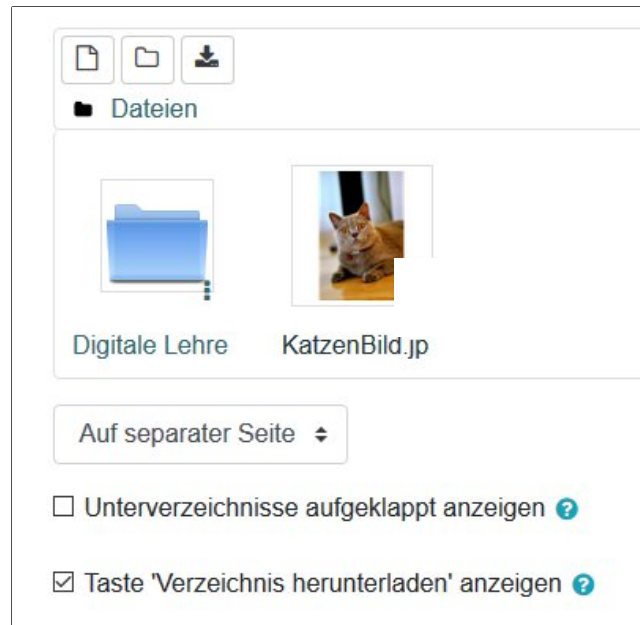 Dateien
Digitale Lehre
KatzenBild.jp
Auf separater Seite
Unterverzeichnisse aufgeklappt anzeigen ?
Taste 'Verzeichnis herunterladen' anzeigen ?